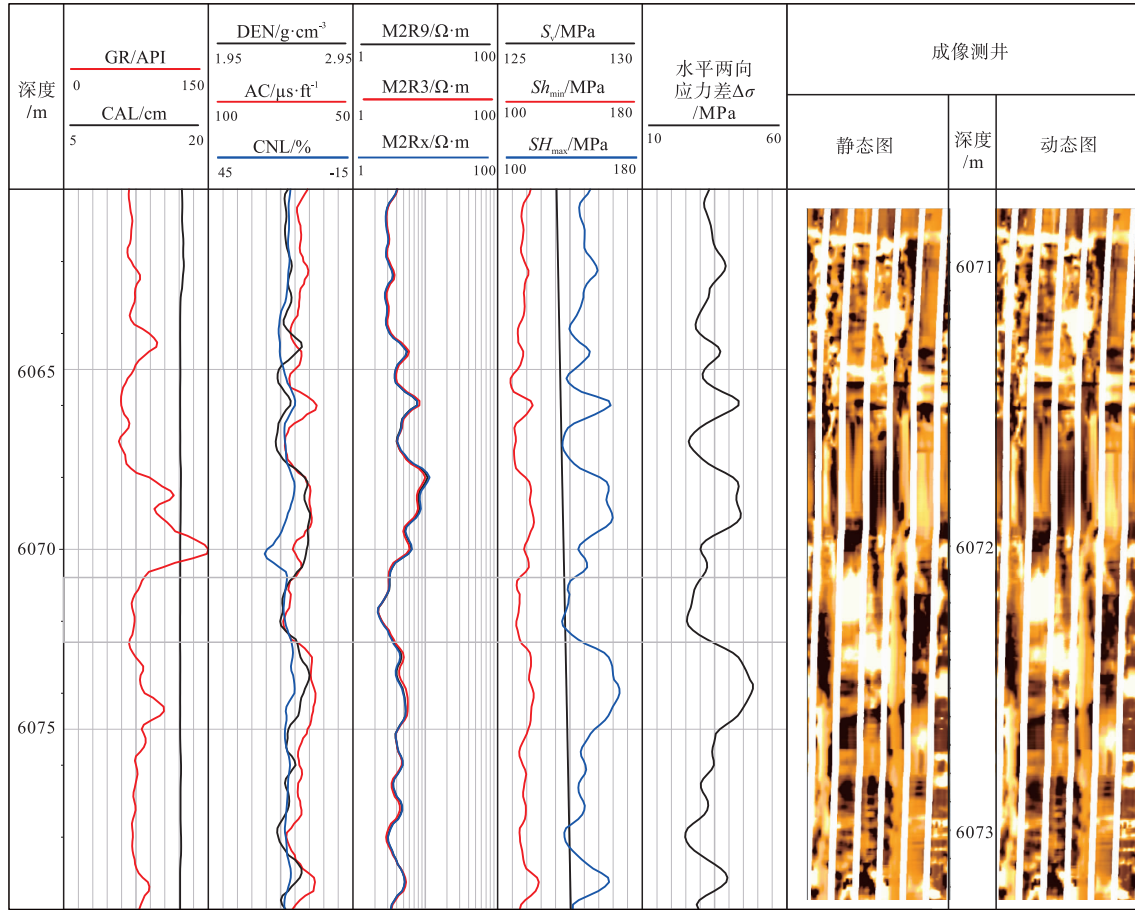 深度
/m
GR/API
0 150
CAL/cm
5 20
DEN/g·cm⁻³
1.95 2.95
AC/μs·ft⁻¹
100 50
CNL/%
45 -15
M2R9/Ω·m
1 100
M2R3/Ω·m
1 100
M2Rx/Ω·m
1 100
Sᵥ/MPa
125 130
Shmin/MPa
100 180
SHmax/MPa
100 180
水平两向
应力差Δσ
/MPa
10 60
成像测井
静态图
深度
/m
动态图
6065
6070
6075
6071
6072
6073